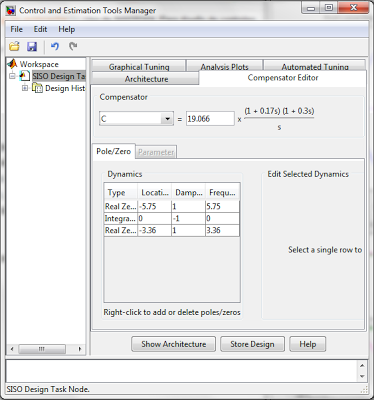 Control and Estimation Tools Manager
File Edit Help
Workspace
SISO Design Ta
Design Hist
Graphical Tuning Analysis Plots Automated Tuning
Architecture Compensator Editor
Compensator
C = 19.066 x (1 + 0.17s) (1 + 0.3s)
s
Pole/Zero Parameter
Dynamics Edit Selected Dynamics
Type Locati... Damp... Frequ...
Real Ze... -5.75 1 5.75
Integra... 0 -1 0
Real Ze... -3.36 1 3.36
Select a single row to
Right-click to add or delete poles/zeros
Show Architecture Store Design Help
SISO Design Task Node.